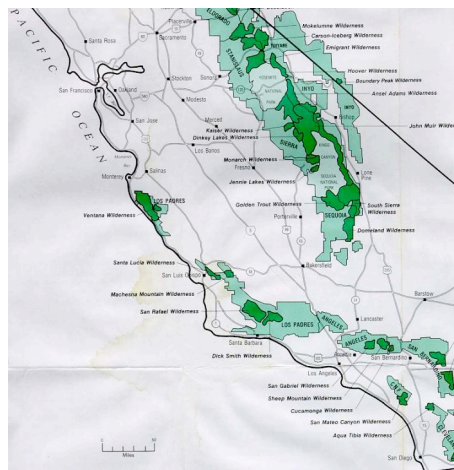 PACIFIC
OCEAN
Placerville
ELDORADO
Mokelumne Wilderness
Carson-Iceberg Wilderness
Emigrant Wilderness
Santa Rosa
Sacramento
STANISLAUS
TOIYABE
Hoover Wilderness
Boundary Peak Wilderness
Ansel Adams Wilderness
Stockton
Sonora
YOSEMITE
NATIONAL
PARK
INYO
San Francisco
Oakland
Modesto
INYO
Bishop
San Jose
Merced
Kaiser Wilderness
Dinkey Lakes Wilderness
John Muir Wilderness
Los Banos
SIERRA
KINGS
CANYON
Monarch Wilderness
Fresno
Salinas
Monterey
Jennie Lakes Wilderness
SEQUOIA
NATIONAL
PARK
Lone
Pine
LOS PADRES
Golden Trout Wilderness
South Sierra
Wilderness
Ventana Wilderness
Porterville
SEQUOIA
Domeland Wilderness
Santa Lucia Wilderness
Bakersfield
San Luis Obispo
Machesna Mountain Wilderness
Barstow
San Rafael Wilderness
LOS PADRES
ANGELES
Lancaster
Santa Barbara
ANGELES
SAN BERNARDINO
Dick Smith Wilderness
Arcadia
San Bernardino
Los Angeles
San Gabriel Wilderness
Sheep Mountain Wilderness
Cucamonga Wilderness
San Mateo Canyon Wilderness
Aqua Tibia Wilderness
San Diego
Miles